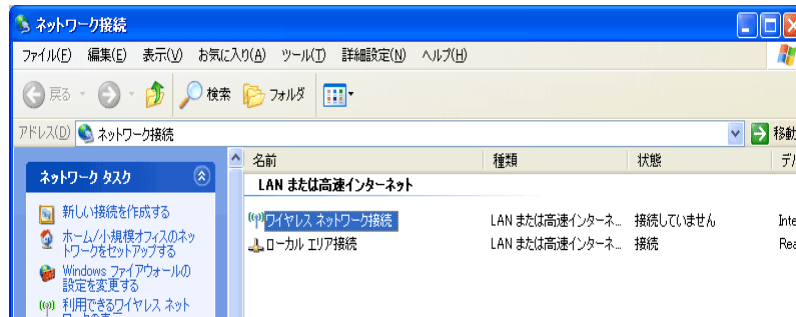 ネットワーク接続
ファイル(F) 編集(E) 表示(V) お気に入り(A) ツール(T) 詳細設定(N) ヘルプ(H)
戻る 検索 フォルダ
アドレス(D) ネットワーク接続 移動
名前 種類 状態 デバ
ネットワーク タスク
LAN または高速インターネット
新しい接続を作成する
ワイヤレス ネットワーク接続 LAN または高速インターネ... 接続していません Inte
ホーム/小規模オフィスのネッ
トワークをセットアップする
ローカル エリア接続 LAN または高速インターネ... 接続 Rea
Windows ファイアウォールの
設定を変更する
利用できるワイヤレス ネット